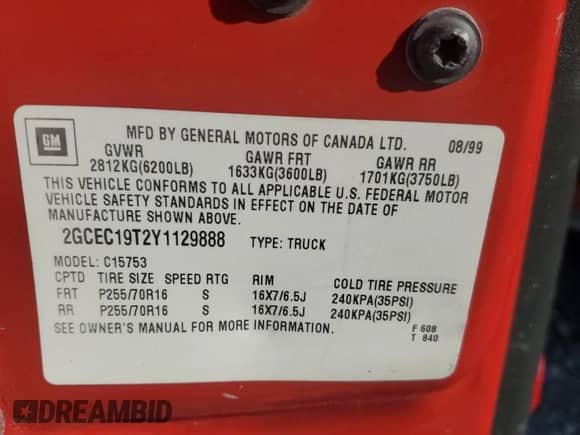 GM
MFD BY GENERAL MOTORS OF CANADA LTD. 08/99
GVWR GAWR FRT GAWR RR
2812KG(6200LB) 1633KG(3600LB) 1701KG(3750LB)
THIS VEHICLE CONFORMS TO ALL APPLICABLE U.S. FEDERAL MOTOR
VEHICLE SAFETY STANDARDS IN EFFECT ON THE DATE OF
MANUFACTURE SHOWN ABOVE.
2GCEC19T2Y1129888 TYPE: TRUCK
MODEL: C15753
CPTD TIRE SIZE SPEED RTG RIM COLD TIRE PRESSURE
FRT P255/70R16 S 16X7/6.5J 240KPA(35PSI)
RR P255/70R16 S 16X7/6.5J 240KPA(35PSI)
SEE OWNER'S MANUAL FOR MORE INFORMATION. F 608
T 840
DREAMBID